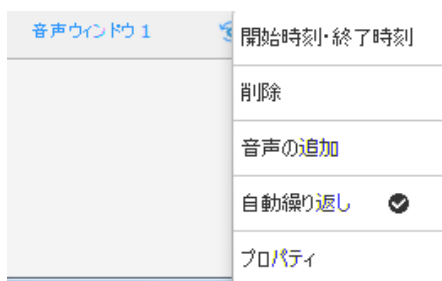 音声ウィンドウ 1
開始時刻・終了時刻
削除
音声の追加
自動繰り返し
プロパティ